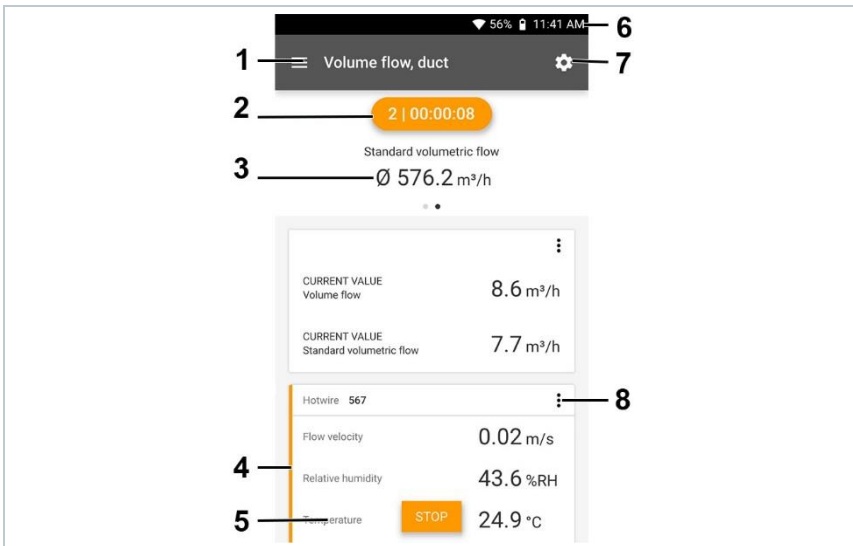 56% 11:41 AM 6
1 Volume flow, duct 7
2 2 | 00:00:08
Standard volumetric flow
3 Ø 576.2 m³/h
CURRENT VALUE
Volume flow 8.6 m³/h
CURRENT VALUE
Standard volumetric flow 7.7 m³/h
Hotwire 567 8
Flow velocity 0.02 m/s
4 Relative humidity 43.6 %RH
5 Temperature STOP 24.9 °C